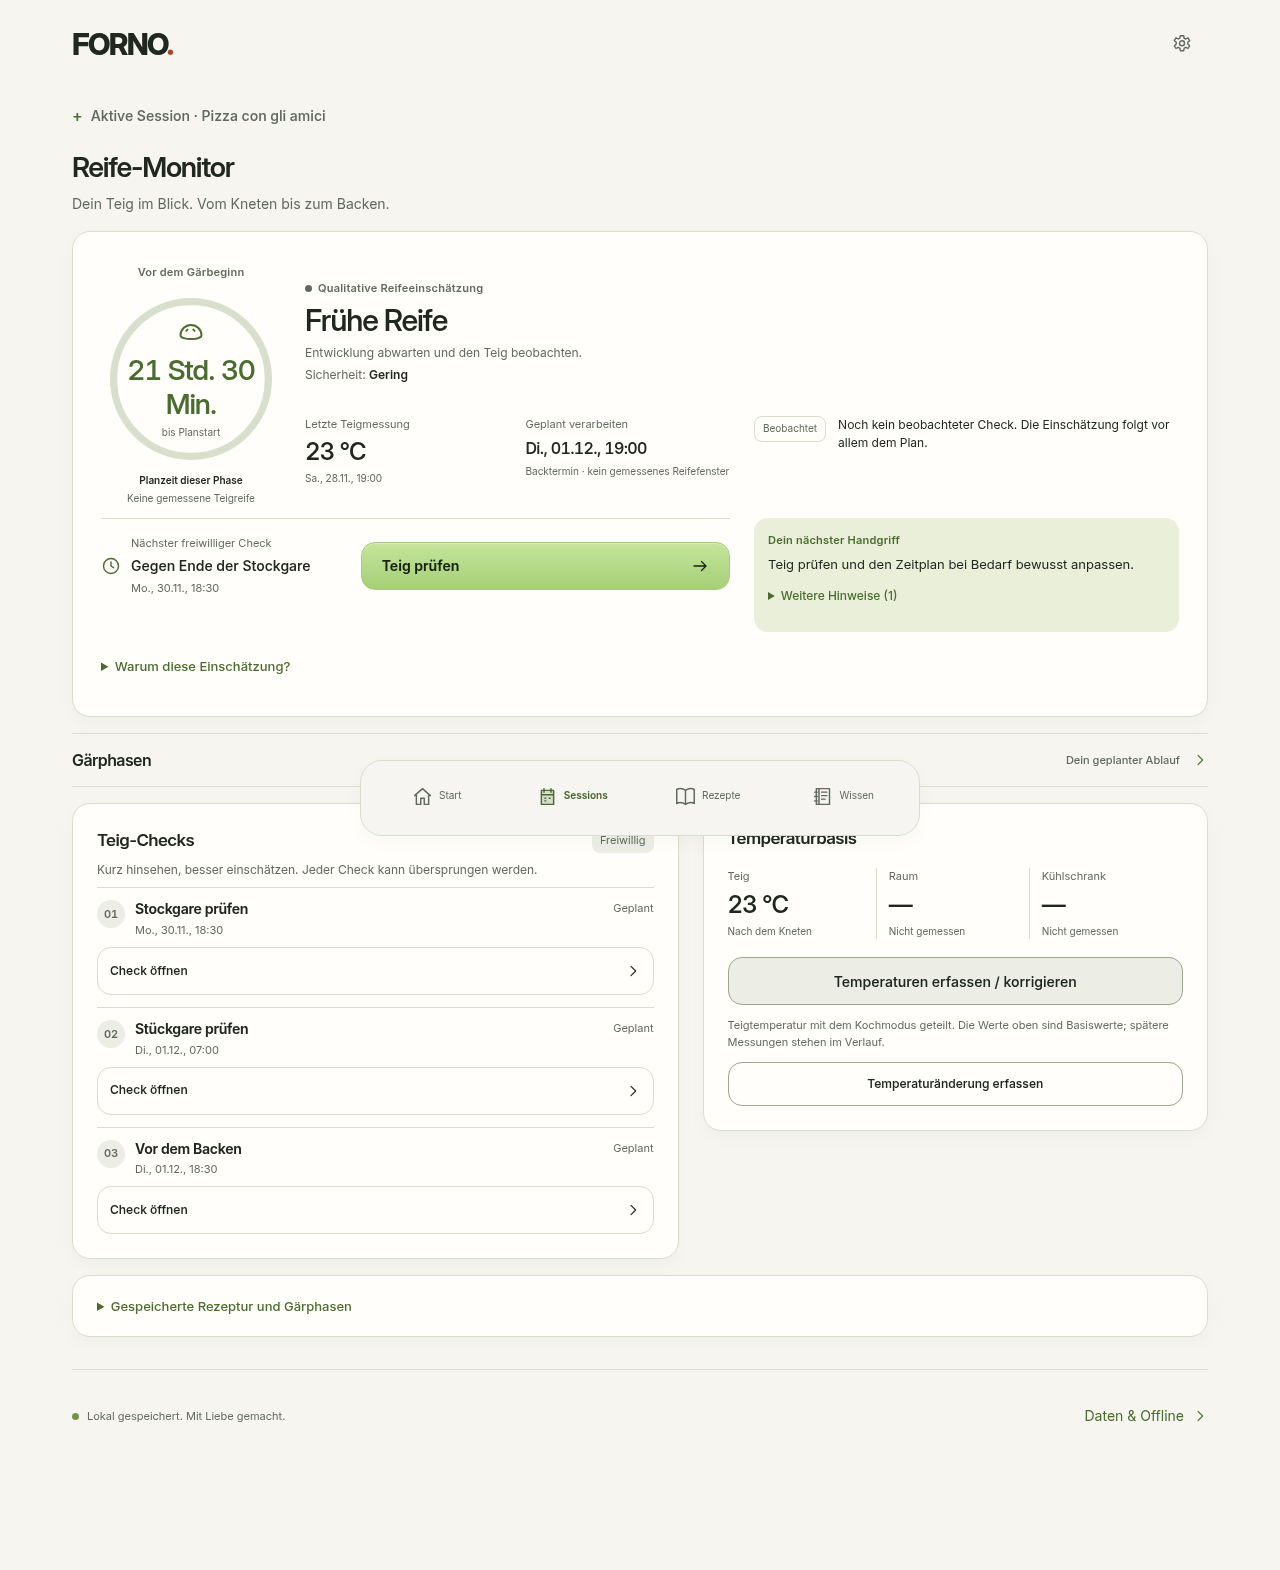 FORNO.
+ Aktive Session · Pizza con gli amici
Reife-Monitor
Dein Teig im Blick. Vom Kneten bis zum Backen.
Vor dem Gärbeginn
21 Std. 30
Min.
bis Planstart
Planzeit dieser Phase
Keine gemessene Teigreife
Qualitative Reifeeinschätzung
Frühe Reife
Entwicklung abwarten und den Teig beobachten.
Sicherheit: Gering
Letzte Teigmessung
23 °C
Sa., 28.11., 19:00
Geplant verarbeiten
Di., 01.12., 19:00
Backtermin · kein gemessenes Reifefenster
Beobachtet
Noch kein beobachteter Check. Die Einschätzung folgt vor
allem dem Plan.
Nächster freiwilliger Check
Gegen Ende der Stockgare
Mo., 30.11., 18:30
Teig prüfen
Dein nächster Handgriff
Teig prüfen und den Zeitplan bei Bedarf bewusst anpassen.
Weitere Hinweise (1)
Warum diese Einschätzung?
Gärphasen
Dein geplanter Ablauf
Start
Sessions
Rezepte
Wissen
Teig-Checks
Freiwillig
Kurz hinsehen, besser einschätzen. Jeder Check kann übersprungen werden.
01
Stockgare prüfen
Geplant
Mo., 30.11., 18:30
Check öffnen
02
Stückgare prüfen
Geplant
Di., 01.12., 07:00
Check öffnen
03
Vor dem Backen
Geplant
Di., 01.12., 18:30
Check öffnen
Temperaturbasis
Teig
23 °C
Nach dem Kneten
Raum
—
Nicht gemessen
Kühlschrank
—
Nicht gemessen
Temperaturen erfassen / korrigieren
Teigtemperatur mit dem Kochmodus geteilt. Die Werte oben sind Basiswerte; spätere
Messungen stehen im Verlauf.
Temperaturänderung erfassen
Gespeicherte Rezeptur und Gärphasen
Lokal gespeichert. Mit Liebe gemacht.
Daten & Offline